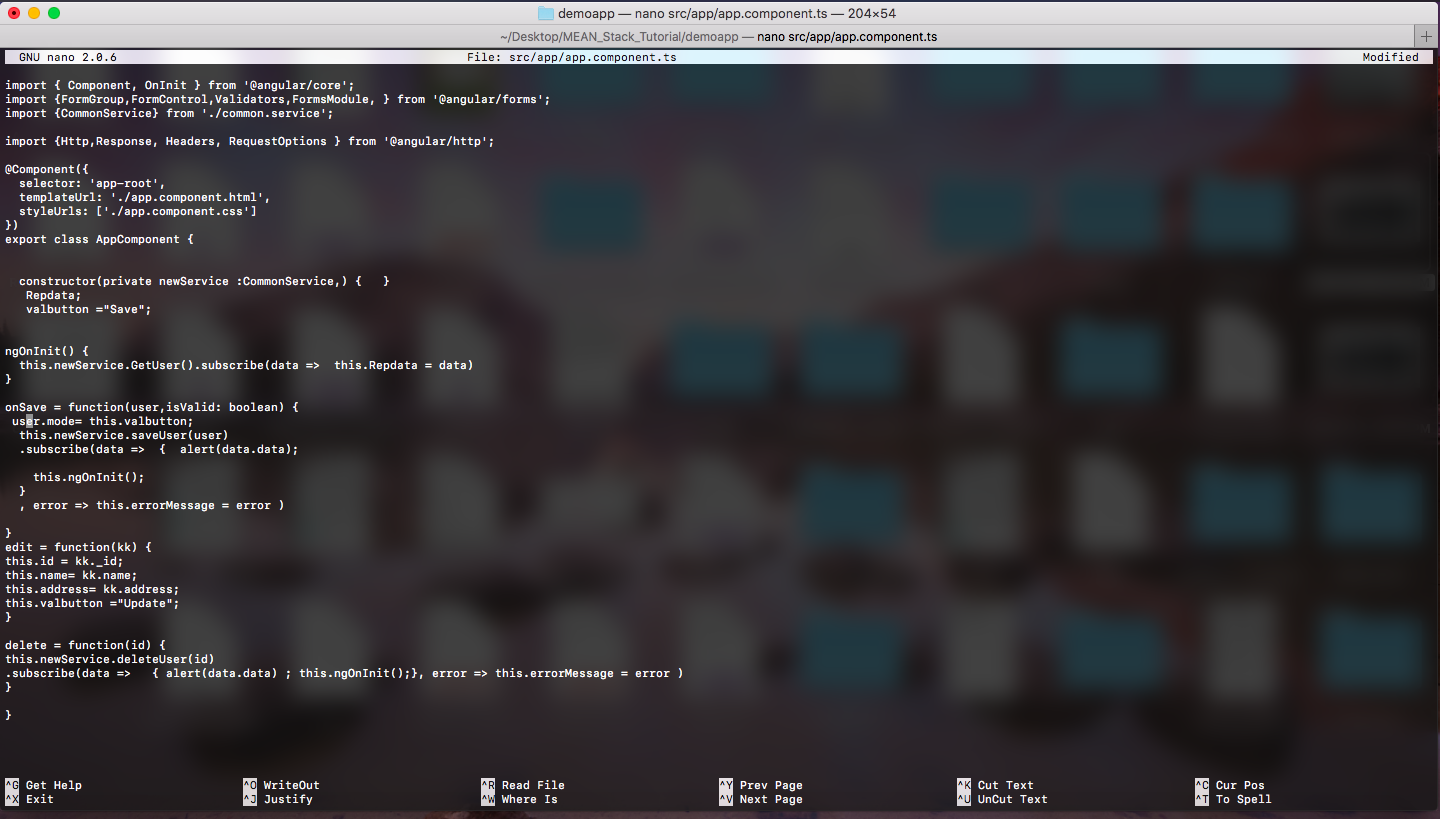 demoapp — nano src/app/app.component.ts — 204×54
~/Desktop/MEAN_Stack_Tutorial/demoapp — nano src/app/app.component.ts
GNU nano 2.0.6 File: src/app/app.component.ts Modified
import { Component, OnInit } from '@angular/core';
import {FormGroup,FormControl,Validators,FormsModule, } from '@angular/forms';
import {CommonService} from './common.service';
import {Http,Response, Headers, RequestOptions } from '@angular/http';
@Component({
  selector: 'app-root',
  templateUrl: './app.component.html',
  styleUrls: ['./app.component.css']
})
export class AppComponent {
  constructor(private newService :CommonService,) {   }
   Repdata;
   valbutton ="Save";
ngOnInit() {
  this.newService.GetUser().subscribe(data =>  this.Repdata = data)
}
onSave = function(user,isValid: boolean) {
 user.mode= this.valbutton;
  this.newService.saveUser(user)
  .subscribe(data =>  {  alert(data.data);
    this.ngOnInit();
  }
  , error => this.errorMessage = error )
}
edit = function(kk) {
this.id = kk._id;
this.name= kk.name;
this.address= kk.address;
this.valbutton ="Update";
}
delete = function(id) {
this.newService.deleteUser(id)
.subscribe(data =>   { alert(data.data) ; this.ngOnInit();}, error => this.errorMessage = error )
}
}
^G Get Help ^O WriteOut ^R Read File ^Y Prev Page ^K Cut Text ^C Cur Pos
^X Exit ^J Justify ^W Where Is ^V Next Page ^U UnCut Text ^T To Spell